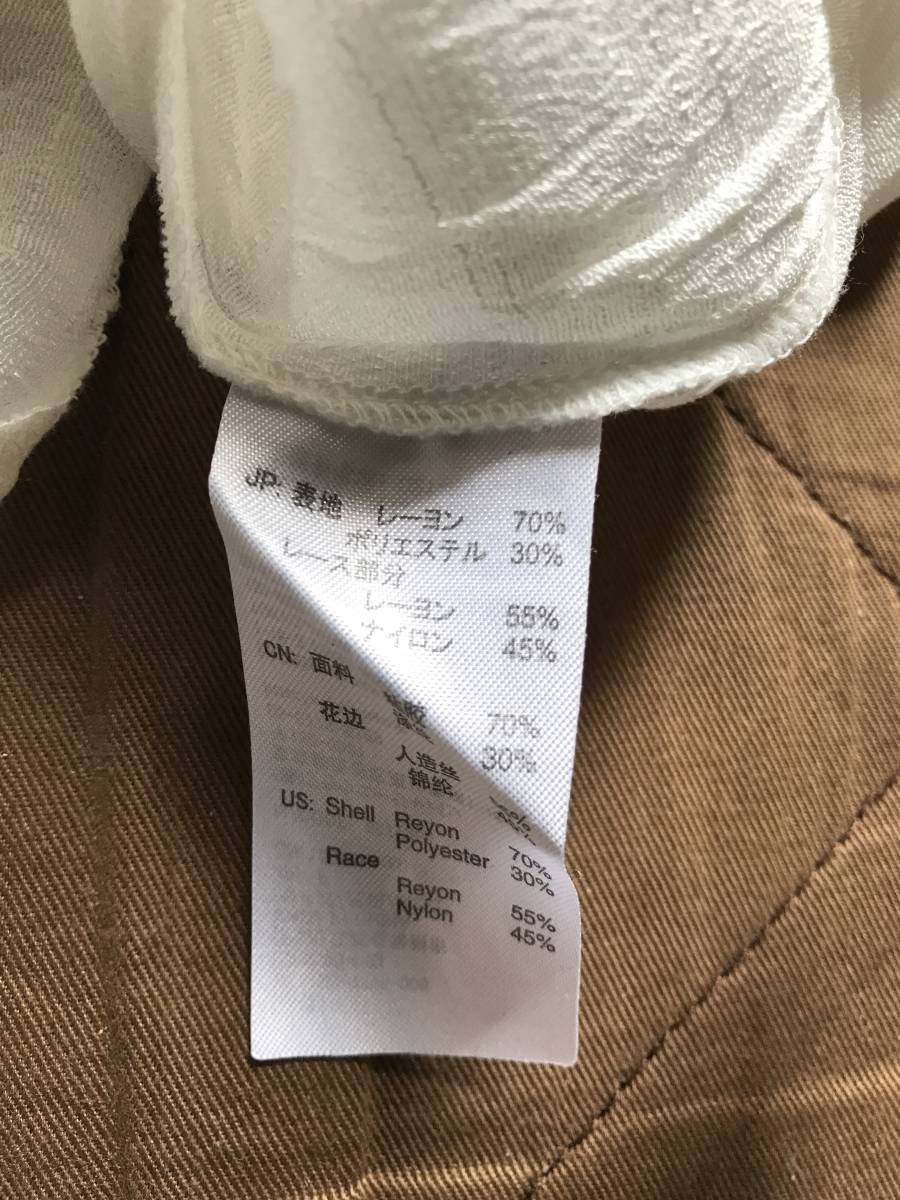 JP: 表地 レーヨン 70%
ポリエステル 30%
レース部分
レーヨン 55%
ナイロン 45%
CN: 面料 70%
30%
花边
人造丝
锦纶
US: Shell Reyon 70%
Polyester 30%
Race
Reyon 55%
Nylon 45%